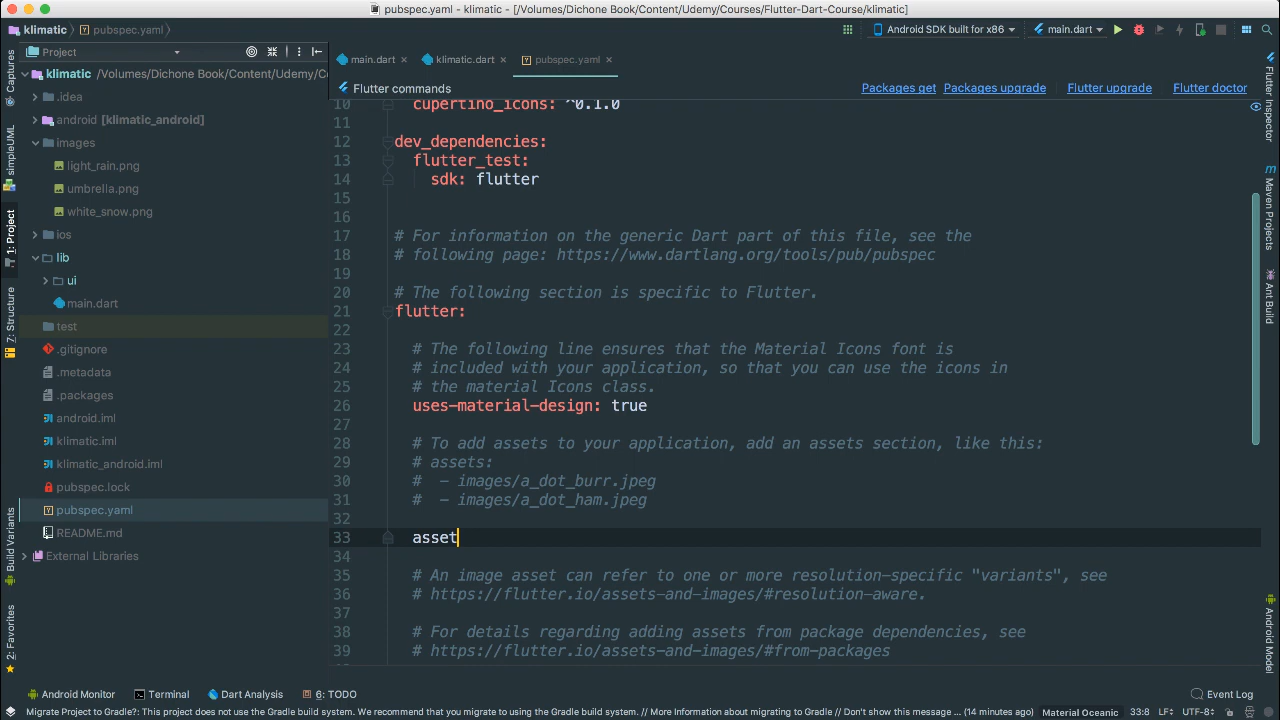 pubspec.yaml - klimatic - [/Volumes/Dichone Book/Content/Udemy/Courses/Flutter-Dart-Course/klimatic]
klimatic
pubspec.yaml
Android SDK built for x86
main.dart
Project
main.dart
klimatic.dart
pubspec.yaml
Flutter commands
Packages get
Packages upgrade
Flutter upgrade
Flutter doctor
klimatic /Volumes/Dichone Book/Content/Udemy/Co
.idea
android [klimatic_android]
images
light_rain.png
umbrella.png
white_snow.png
ios
lib
ui
main.dart
test
.gitignore
.metadata
.packages
android.iml
klimatic.iml
klimatic_android.iml
pubspec.lock
pubspec.yaml
README.md
External Libraries
10 cupertino_icons: ^0.1.0
11
12 dev_dependencies:
13 flutter_test:
14 sdk: flutter
15
16
17 # For information on the generic Dart part of this file, see the
18 # following page: https://www.dartlang.org/tools/pub/pubspec
19
20 # The following section is specific to Flutter.
21 flutter:
22
23 # The following line ensures that the Material Icons font is
24 # included with your application, so that you can use the icons in
25 # the material Icons class.
26 uses-material-design: true
27
28 # To add assets to your application, add an assets section, like this:
29 # assets:
30 #  - images/a_dot_burr.jpeg
31 #  - images/a_dot_ham.jpeg
32
33 asset
34
35 # An image asset can refer to one or more resolution-specific "variants", see
36 # https://flutter.io/assets-and-images/#resolution-aware.
37
38 # For details regarding adding assets from package dependencies, see
# https://flutter.io/assets-and-images/#from-packages
Captures
simpleUML
1: Project
7: Structure
Build Variants
2: Favorites
Flutter Inspector
Maven Projects
Ant Build
Android Model
Android Monitor
Terminal
Dart Analysis
6: TODO
Event Log
Migrate Project to Gradle?: This project does not use the Gradle build system. We recommend that you migrate to using the Gradle build system. // More Information about migrating to Gradle // Don't show this message ... (14 minutes ago)
Material Oceanic
33:8
LF÷
UTF-8÷